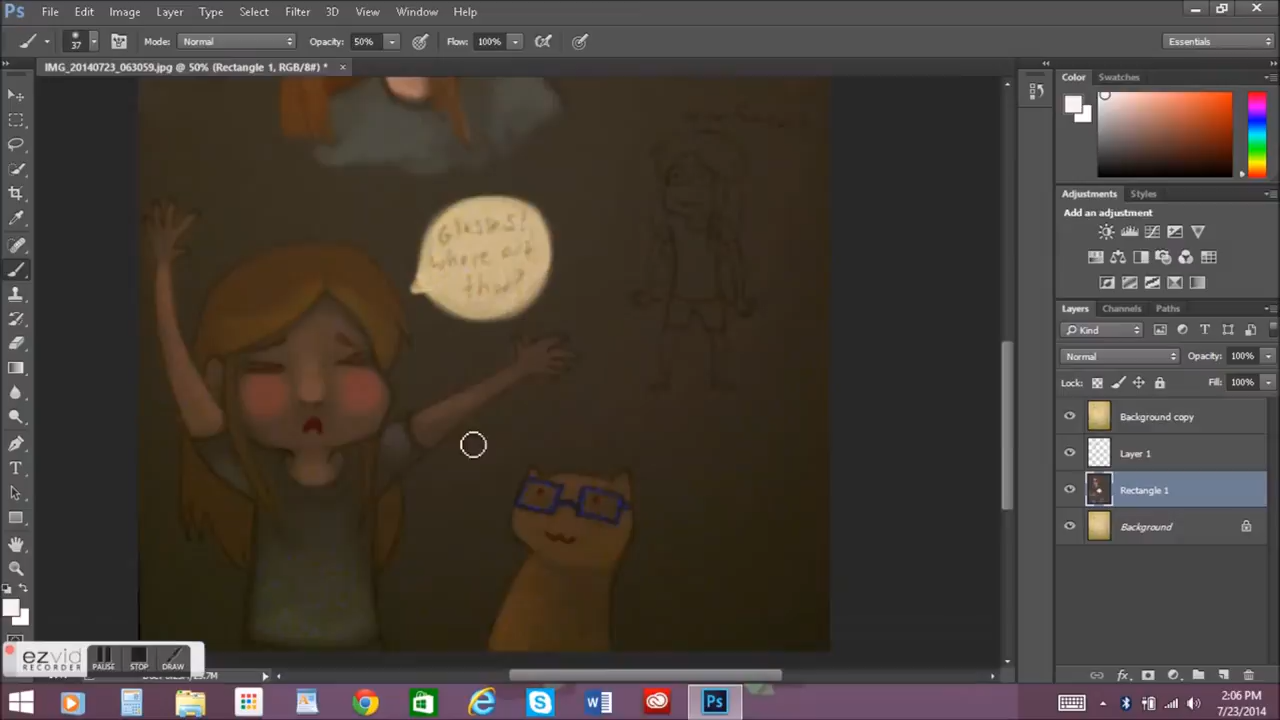 Ps File Edit Image Layer Type Select Filter 3D View Window Help
37 Mode: Normal Opacity: 50% Flow: 100% Essentials
IMG_20140723_063059.jpg @ 50% (Rectangle 1, RGB/8#) * ×
Color Swatches
Glasses!
where art
thou?
Adjustments Styles
Add an adjustment
Layers Channels Paths
Kind
Normal Opacity: 100%
Lock: Fill: 100%
Background copy
Layer 1
Rectangle 1
Background
ezvid
RECORDER
PAUSE STOP DRAW
2:06 PM
7/23/2014